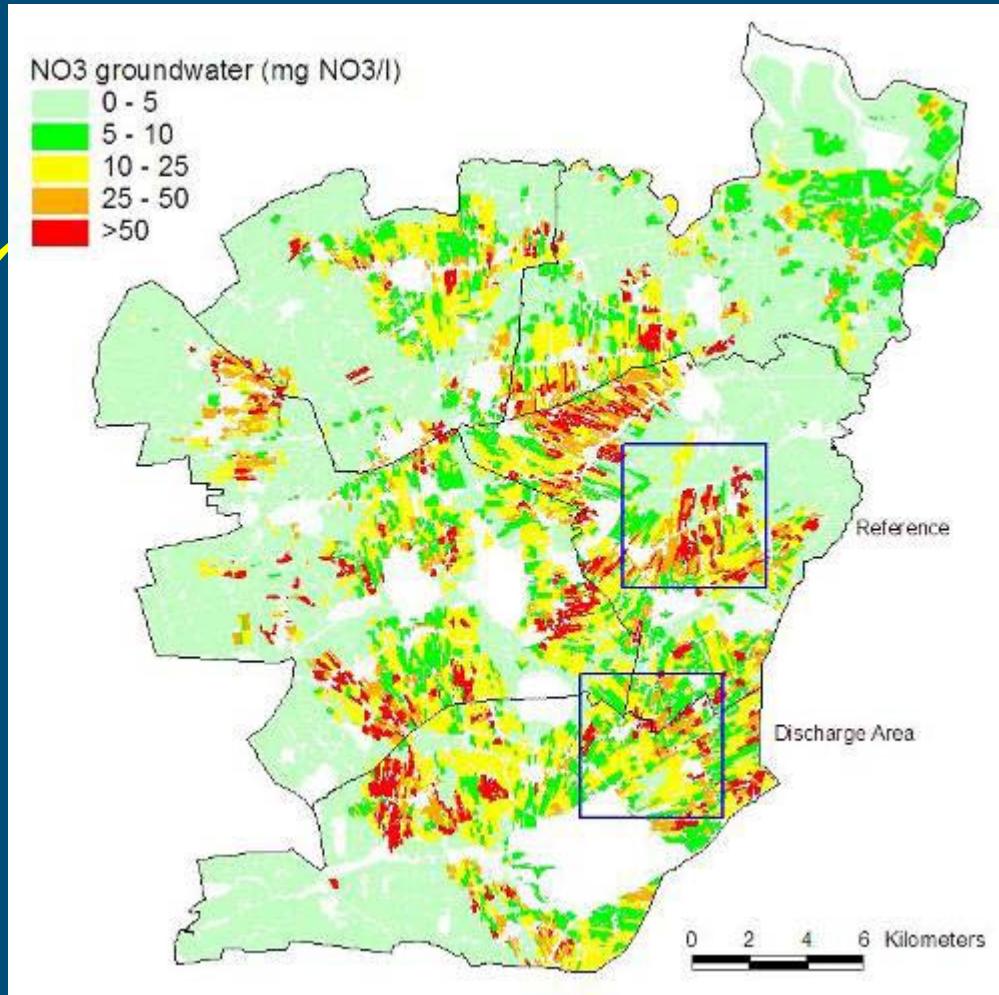 NO3 groundwater (mg NO3/l)
0 - 5
5 - 10
10 - 25
25 - 50
>50
Reference
Discharge Area
0 2 4 6 Kilometers